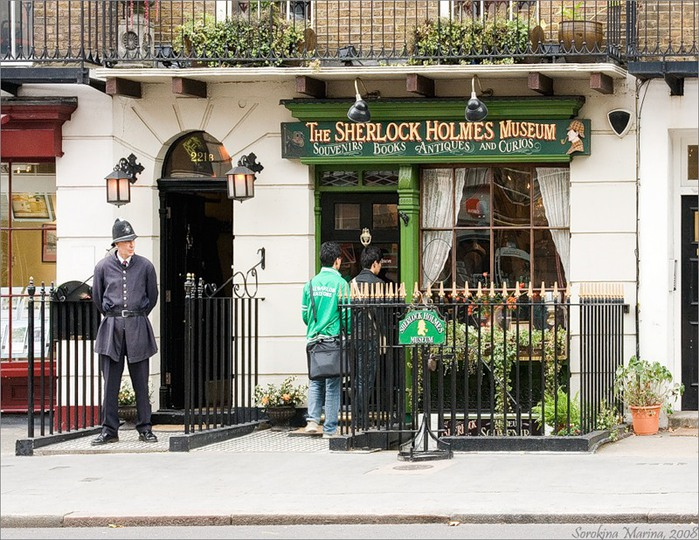 THE SHERLOCK HOLMES MUSEUM
SOUVENIRS BOOKS ANTIQUES AND CURIOS
221B
SHERLOCK HOLMES
MUSEUM
Sorokina Marina, 2008